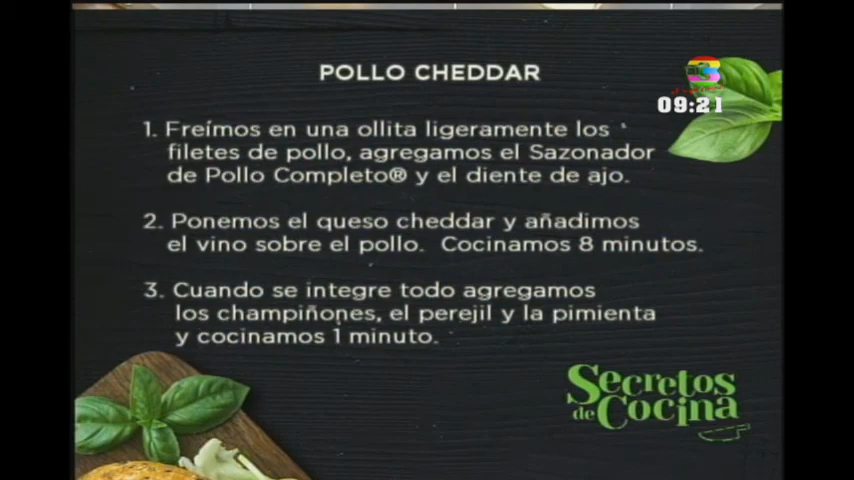 POLLO CHEDDAR
09:21
1. Freímos en una ollita ligeramente los
filetes de pollo, agregamos el Sazonador
de Pollo Completo® y el diente de ajo.
2. Ponemos el queso cheddar y añadimos
el vino sobre el pollo. Cocinamos 8 minutos.
3. Cuando se integre todo agregamos
los champiñones, el perejil y la pimienta
y cocinamos 1 minuto.
Secretos
de Cocina